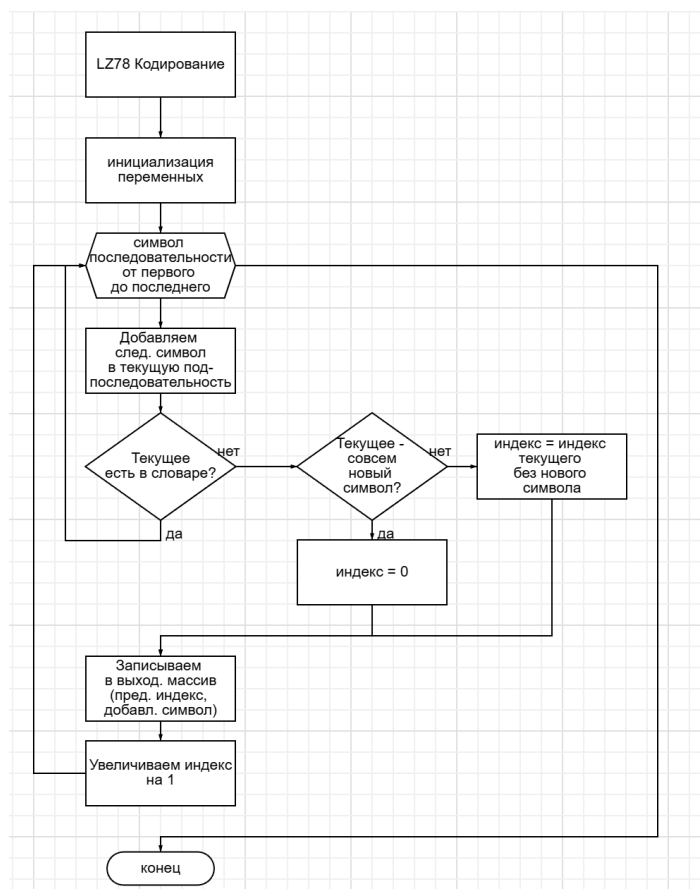 LZ78 Кодирование
инициализация
переменных
символ
последовательности
от первого
до последнего
Добавляем
след. символ
в текущую под-
последовательность
Текущее
есть в словаре?
нет
да
Текущее -
совсем
новый
символ?
нет
да
индекс = индекс
текущего
без нового
символа
индекс = 0
Записываем
в выход. массив
(пред. индекс,
добавл. символ)
Увеличиваем индекс
на 1
конец